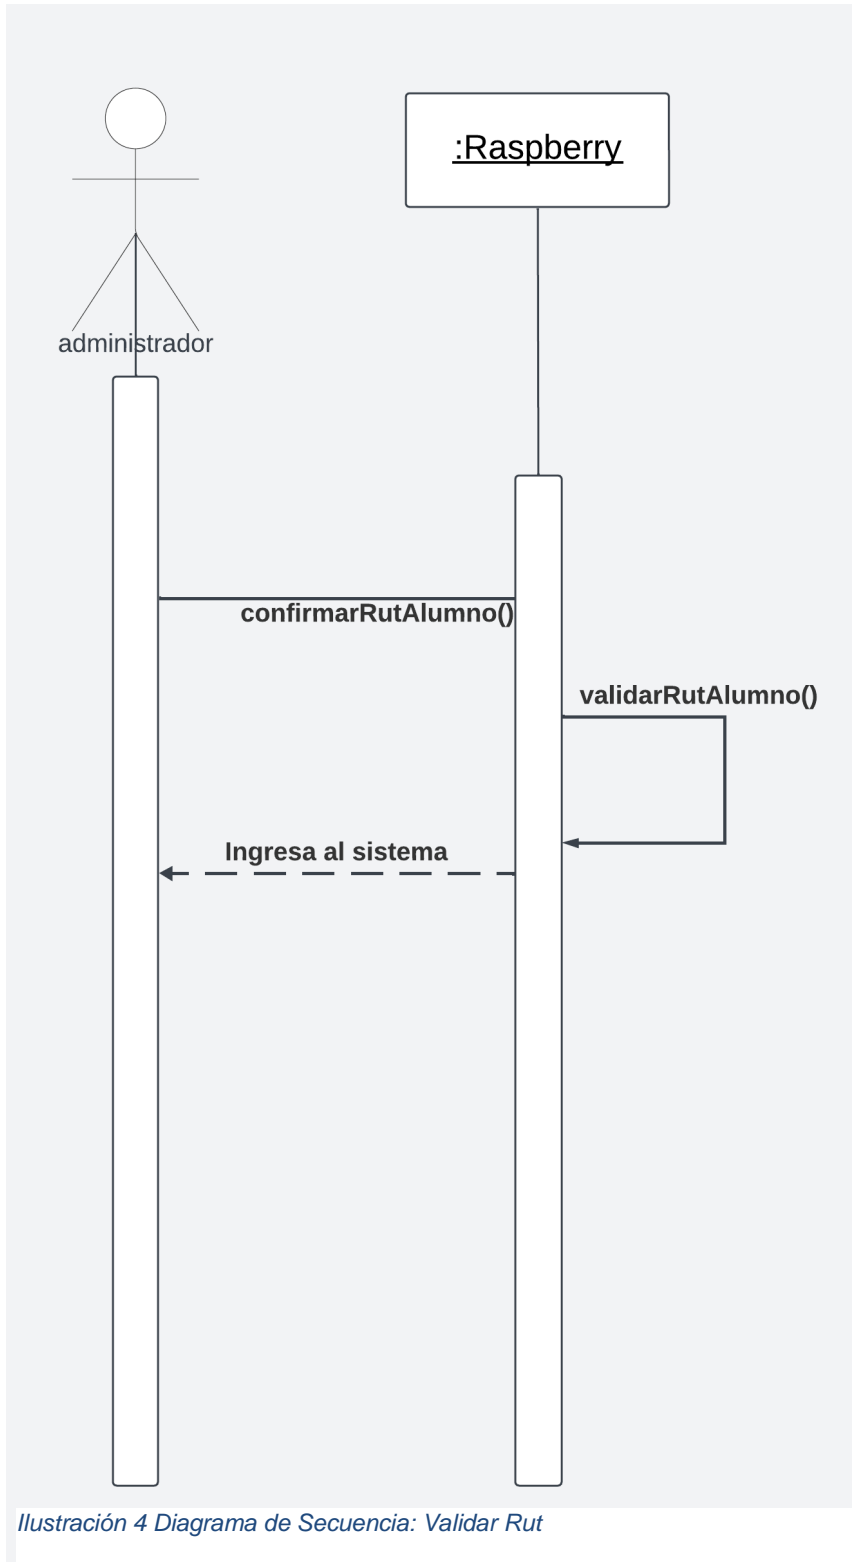 :Raspberry
administrador
confirmarRutAlumno()
validarRutAlumno()
Ingresa al sistema
Ilustración 4 Diagrama de Secuencia: Validar Rut